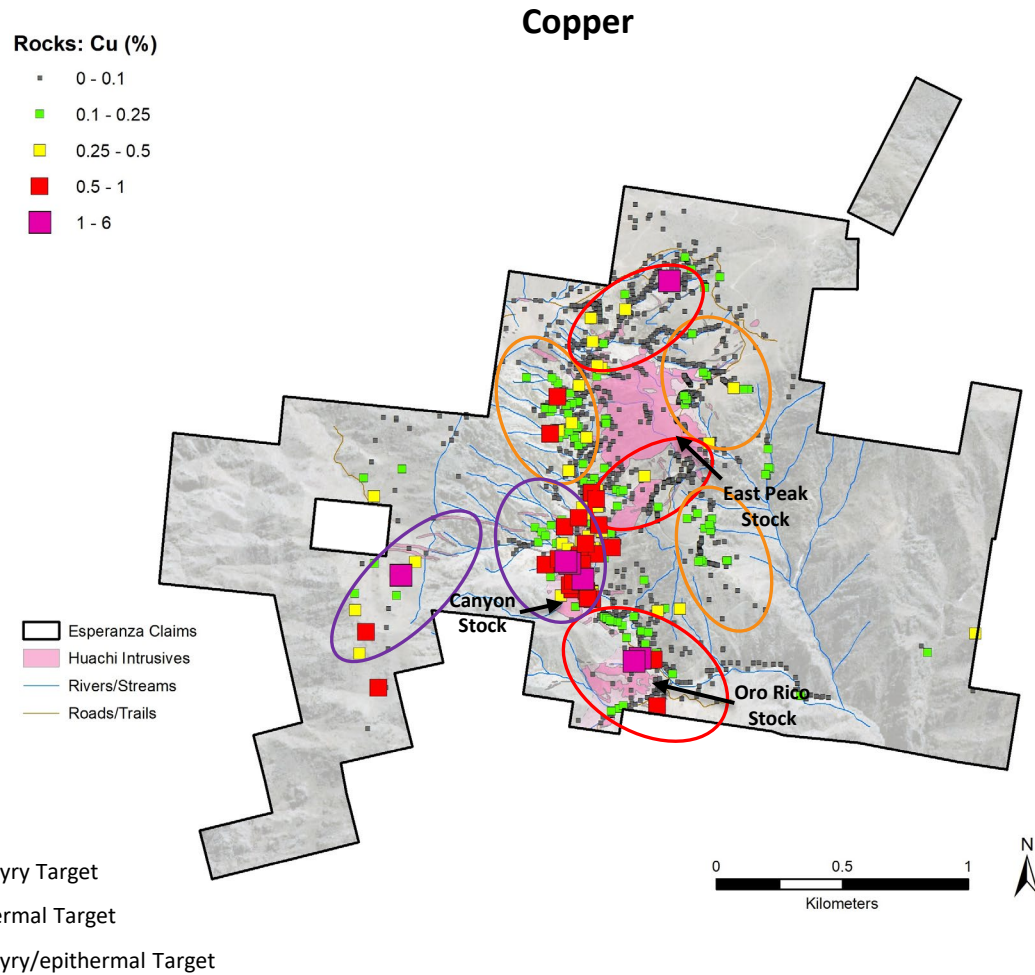 Copper
Rocks: Cu (%)
0 - 0.1
0.1 - 0.25
0.25 - 0.5
0.5 - 1
1 - 6
East Peak
Stock
Canyon
Stock
Oro Rico
Stock
Esperanza Claims
Huachi Intrusives
Rivers/Streams
Roads/Trails
yry Target
ermal Target
yry/epithermal Target
0 0.5 1
Kilometers
N